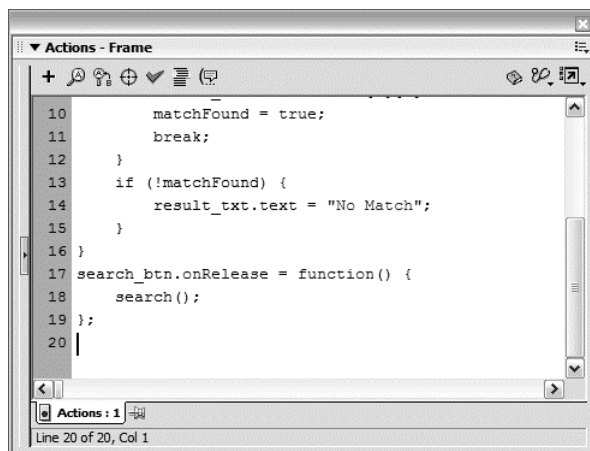 Actions - Frame
10 matchFound = true;
11 break;
12 }
13 if (!matchFound) {
14 result_txt.text = "No Match";
15 }
16 }
17 search_btn.onRelease = function() {
18 search();
19 };
20
Actions : 1
Line 20 of 20, Col 1